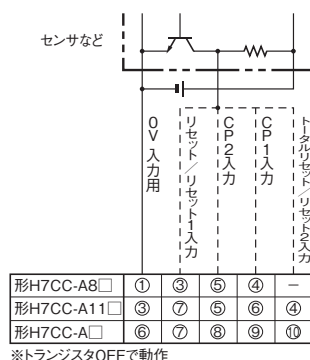 センサなど
0V 入力用
リセット／リセット1入力
CP2入力
CP1入力
トータルリセット／リセット2入力
形H7CC-A8□ ① ③ ⑤ ④ −
形H7CC-A11□ ③ ⑦ ⑤ ⑥ ④
形H7CC-A□ ⑥ ⑦ ⑧ ⑨ ⑩
※トランジスタOFFで動作